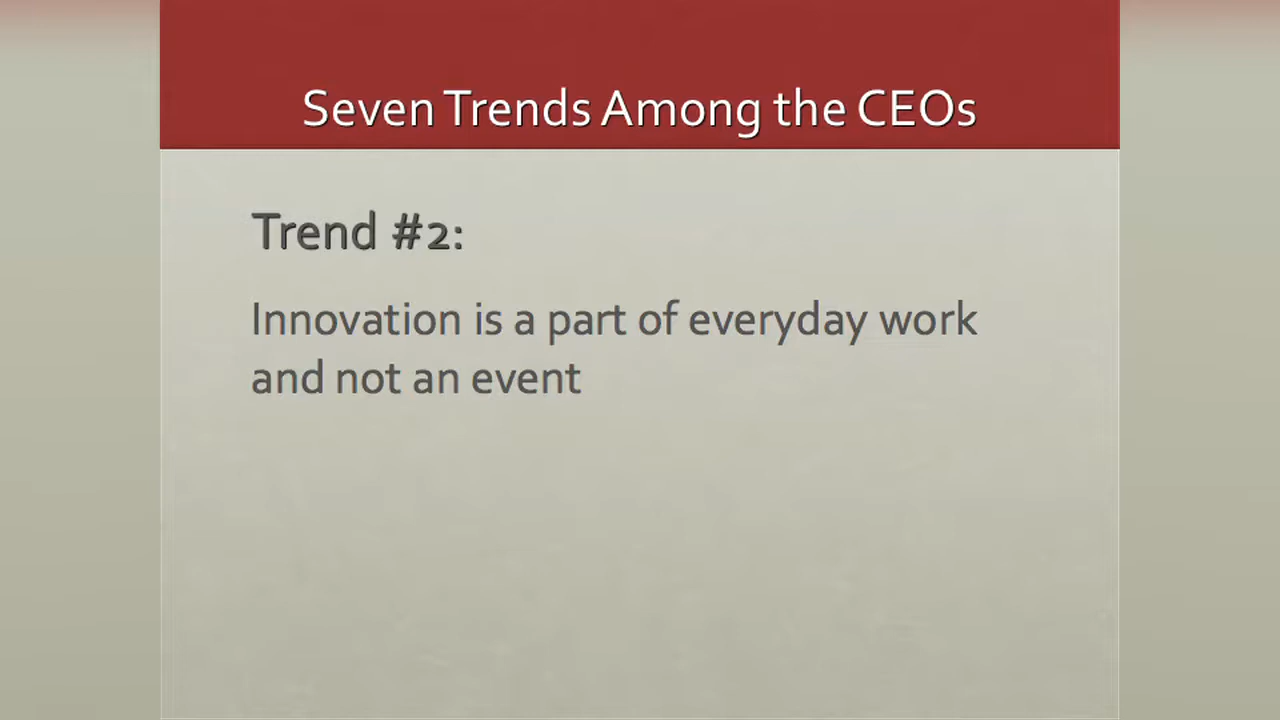 Seven Trends Among the CEOs
Trend #2:
Innovation is a part of everyday work
and not an event